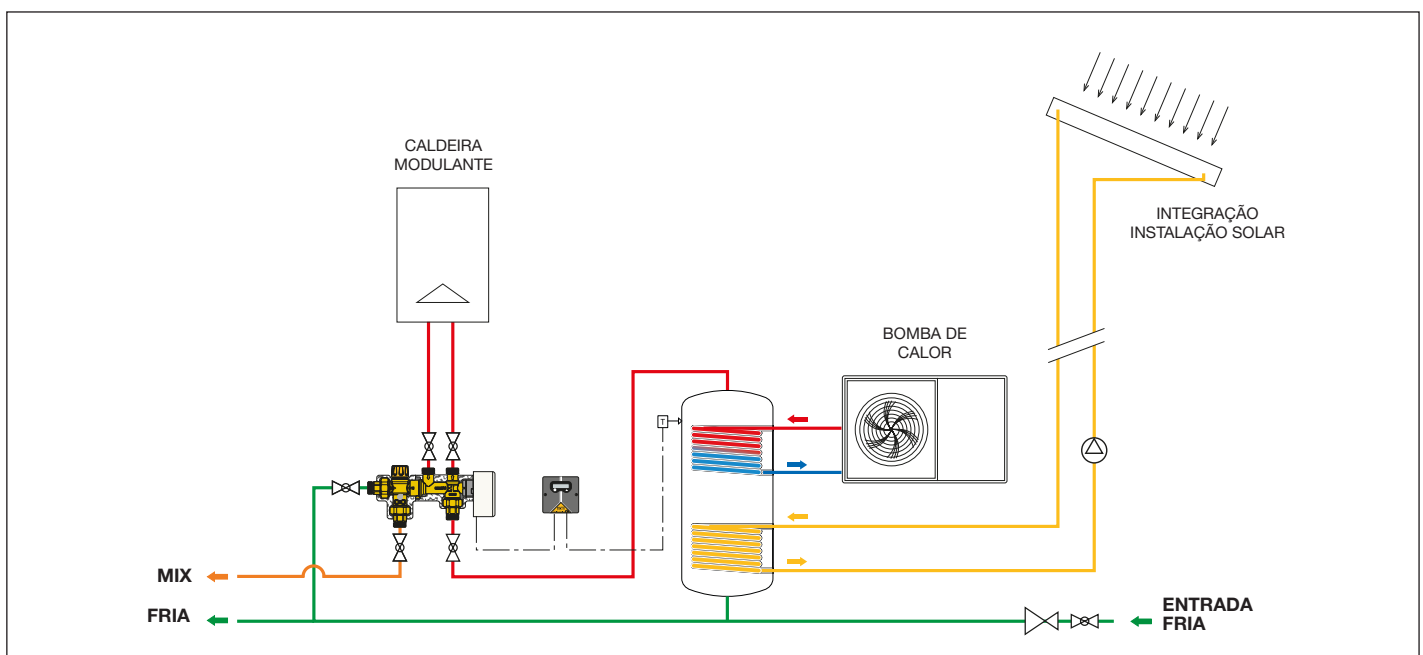 CALDEIRA
MODULANTE
INTEGRAÇÃO
INSTALAÇÃO SOLAR
BOMBA DE
CALOR
T
MIX
FRIA
ENTRADA
FRIA